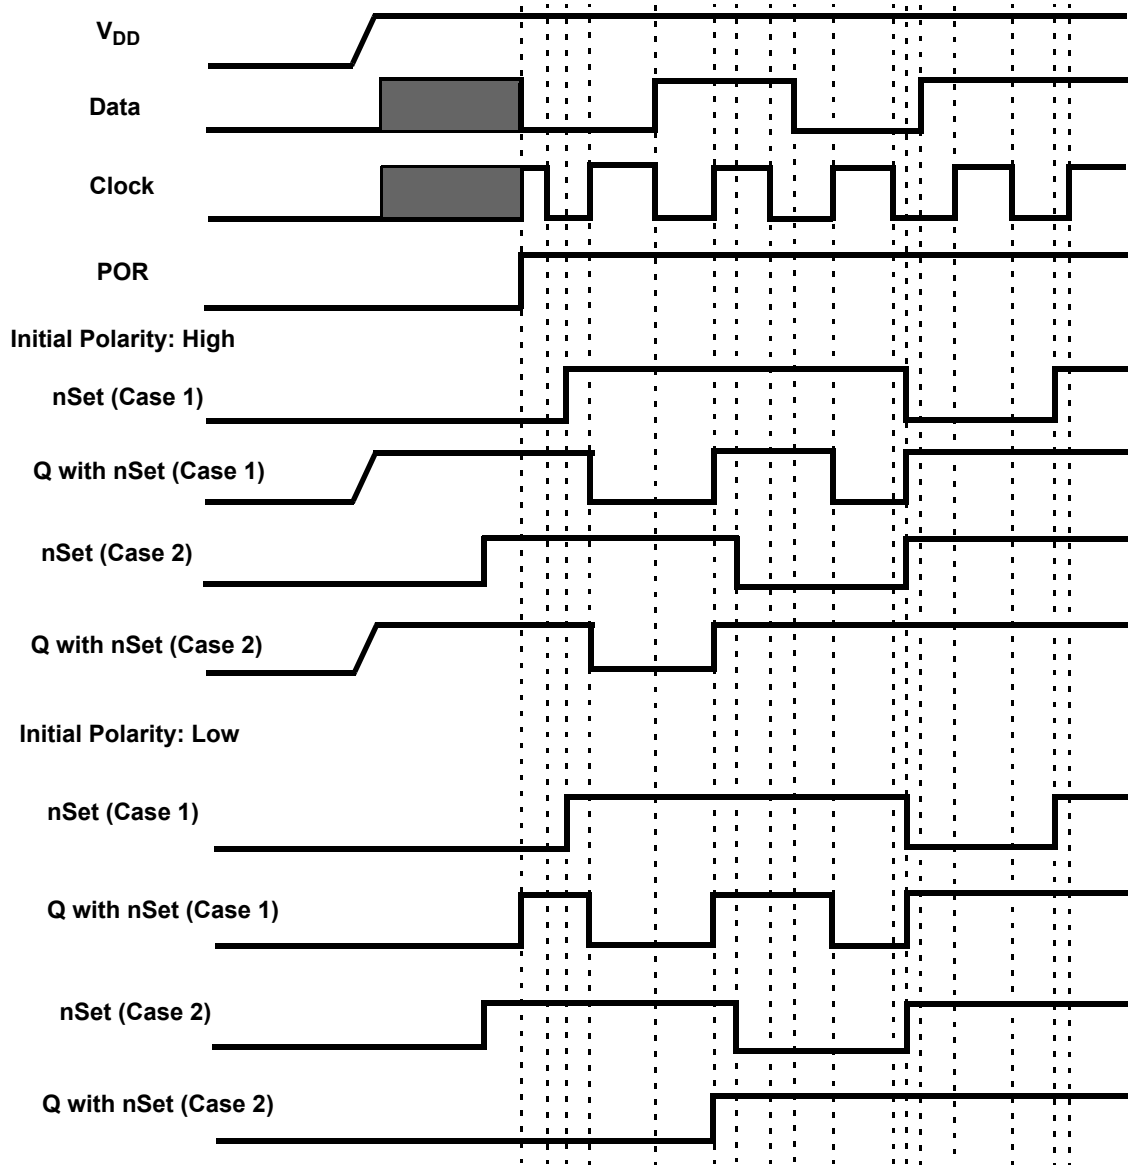 VDD
Data
Clock
POR
Initial Polarity: High
nSet (Case 1)
Q with nSet (Case 1)
nSet (Case 2)
Q with nSet (Case 2)
Initial Polarity: Low
nSet (Case 1)
Q with nSet (Case 1)
nSet (Case 2)
Q with nSet (Case 2)